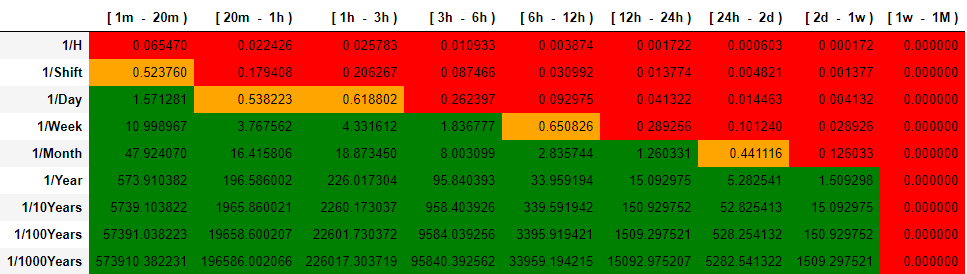 [ 1m - 20m ) [ 20m - 1h ) [ 1h - 3h ) [ 3h - 6h ) [ 6h - 12h ) [ 12h - 24h ) [ 24h - 2d ) [ 2d - 1w ) [ 1w - 1M )
1/H 0.065470 0.022426 0.025783 0.010933 0.003874 0.001722 0.000603 0.000172 0.000000
1/Shift 0.523760 0.179408 0.206267 0.087466 0.030992 0.013774 0.004821 0.001377 0.000000
1/Day 1.571281 0.538223 0.618802 0.262397 0.092975 0.041322 0.014463 0.004132 0.000000
1/Week 10.998967 3.767562 4.331612 1.836777 0.650826 0.289256 0.101240 0.028926 0.000000
1/Month 47.924070 16.415806 18.873450 8.003099 2.835744 1.260331 0.441116 0.126033 0.000000
1/Year 573.910382 196.586002 226.017304 95.840393 33.959194 15.092975 5.282541 1.509298 0.000000
1/10Years 5739.103822 1965.860021 2260.173037 958.403926 339.591942 150.929752 52.825413 15.092975 0.000000
1/100Years 57391.038223 19658.600207 22601.730372 9584.039256 3395.919421 1509.297521 528.254132 150.929752 0.000000
1/1000Years 573910.382231 196586.002066 226017.303719 95840.392562 33959.194215 15092.975207 5282.541322 1509.297521 0.000000